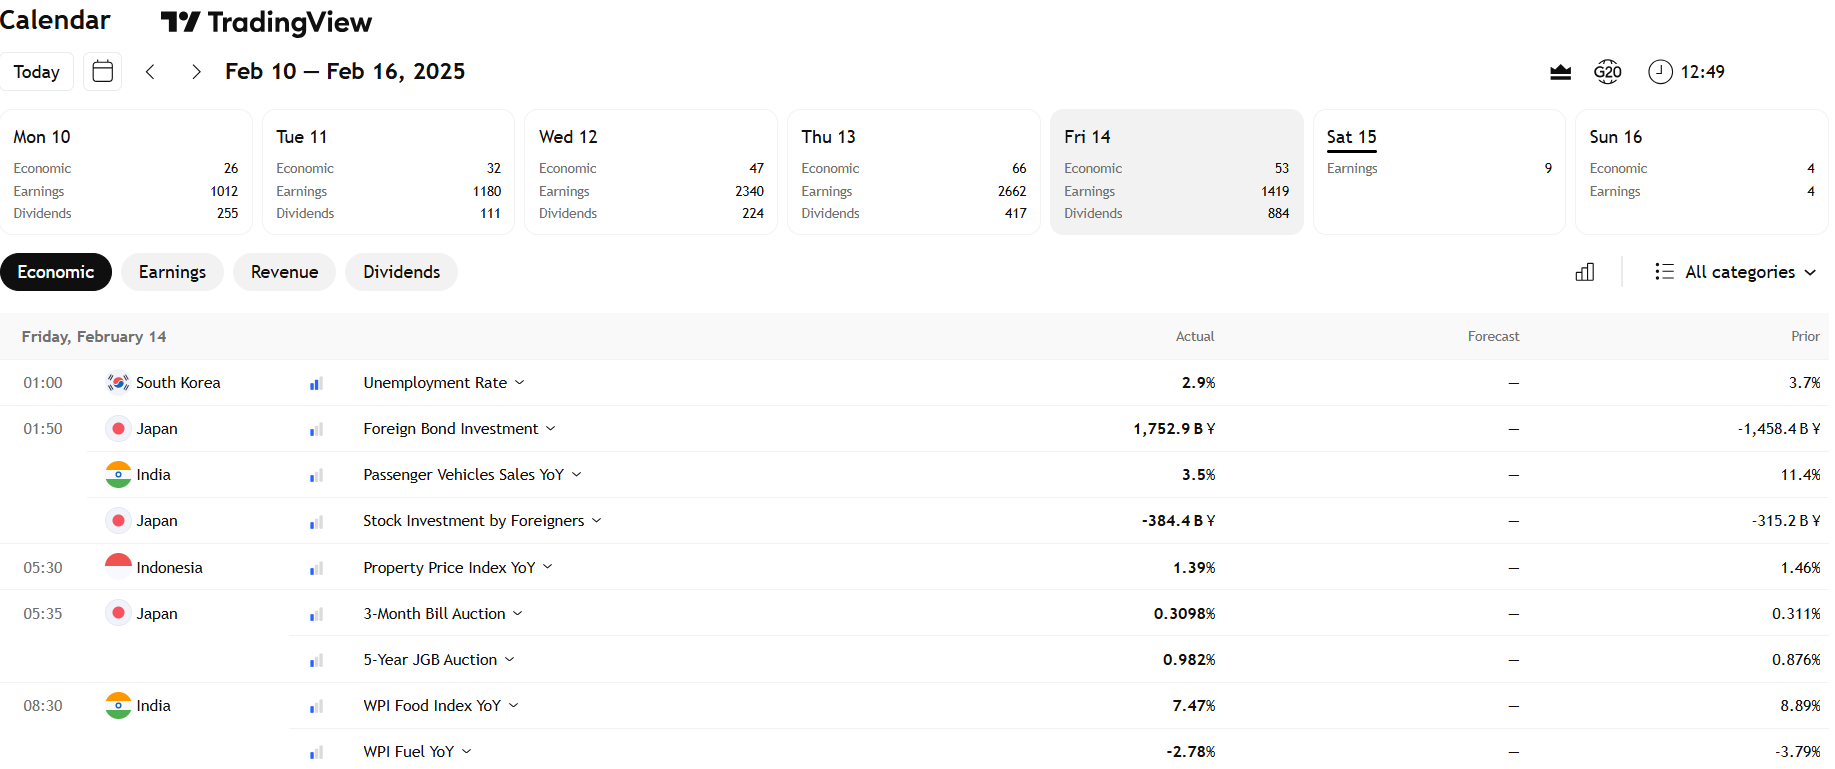 Calendar TradingView
Today Feb 10 — Feb 16, 2025 G20 12:49
Mon 10 Tue 11 Wed 12 Thu 13 Fri 14 Sat 15 Sun 16
Economic 26 Economic 32 Economic 47 Economic 66 Economic 53 Earnings 9 Economic 4
Earnings 1012 Earnings 1180 Earnings 2340 Earnings 2662 Earnings 1419 Earnings 4
Dividends 255 Dividends 111 Dividends 224 Dividends 417 Dividends 884
Economic Earnings Revenue Dividends All categories
Friday, February 14 Actual Forecast Prior
01:00 South Korea Unemployment Rate 2.9% — 3.7%
01:50 Japan Foreign Bond Investment 1,752.9 B ¥ — -1,458.4 B ¥
India Passenger Vehicles Sales YoY 3.5% — 11.4%
Japan Stock Investment by Foreigners -384.4 B ¥ — -315.2 B ¥
05:30 Indonesia Property Price Index YoY 1.39% — 1.46%
05:35 Japan 3-Month Bill Auction 0.3098% — 0.311%
5-Year JGB Auction 0.982% — 0.876%
08:30 India WPI Food Index YoY 7.47% — 8.89%
WPI Fuel YoY -2.78% — -3.79%